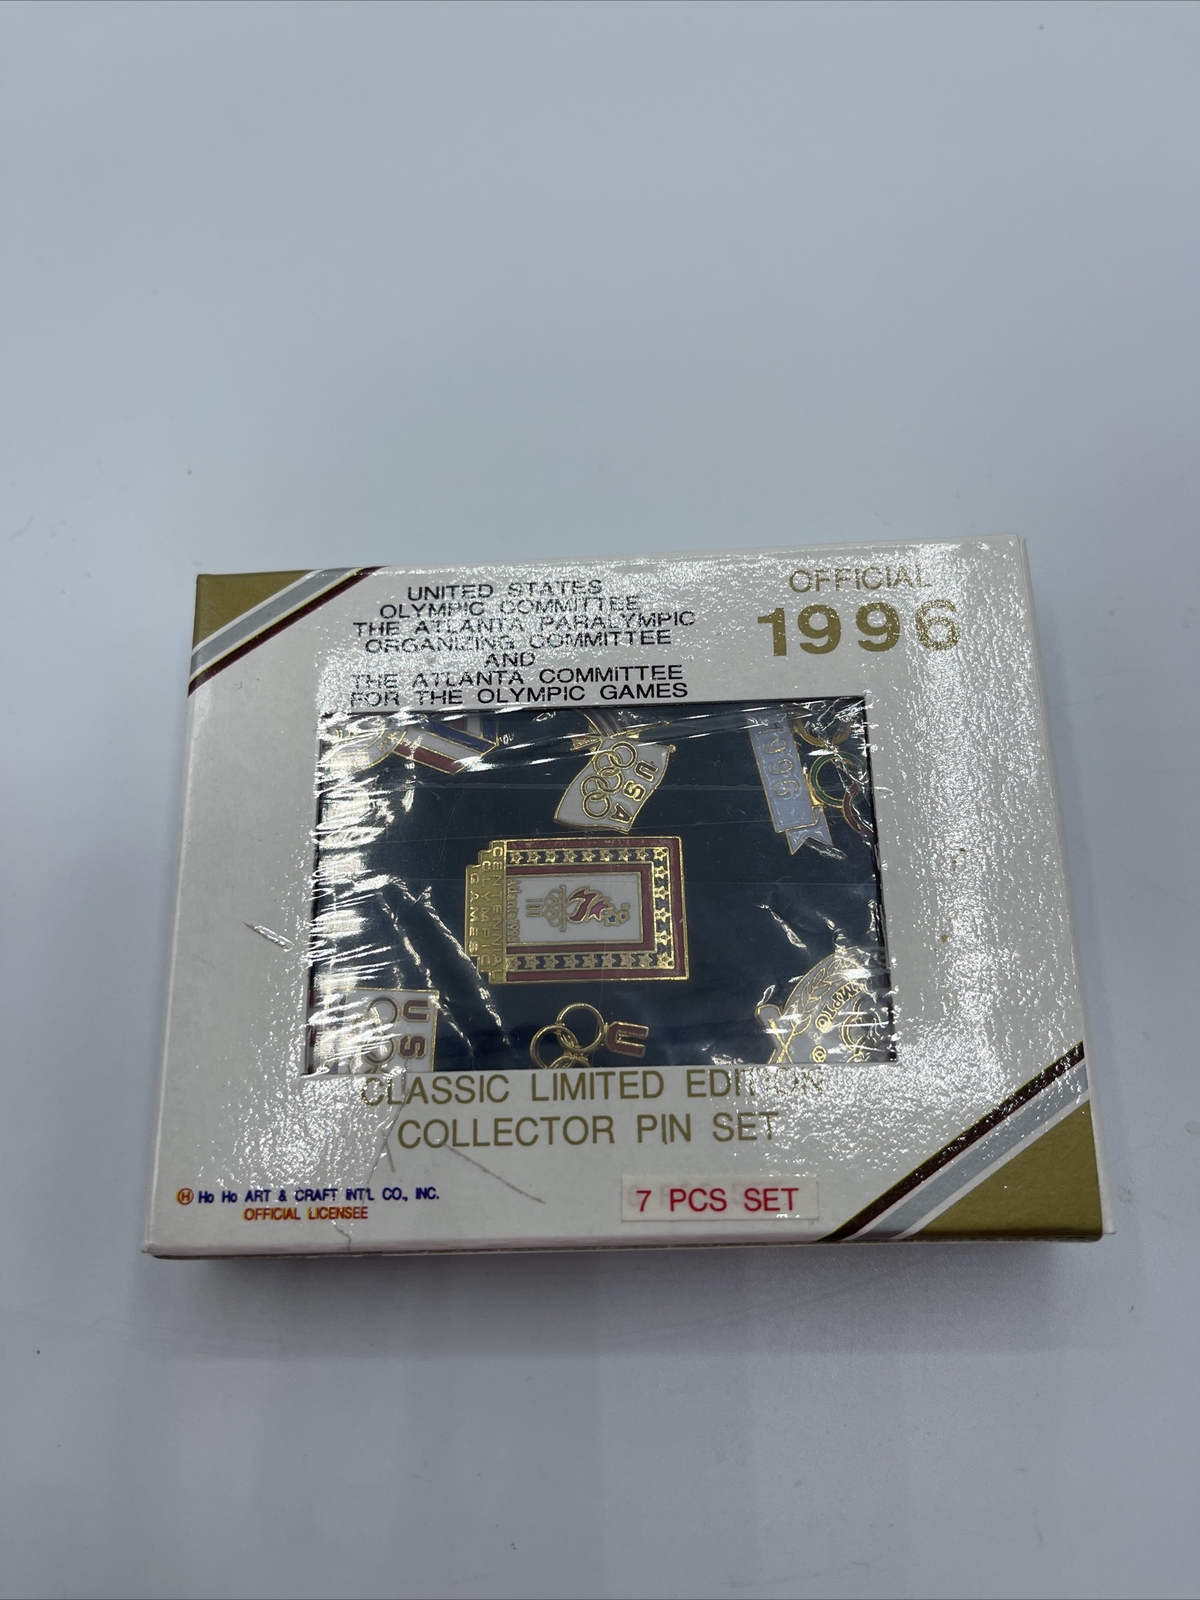 UNITED STATES
OLYMPIC COMMITTEE
THE ATLANTA PARALYMPIC
ORGANIZING COMMITTEE
AND
THE ATLANTA COMMITTEE
FOR THE OLYMPIC GAMES
OFFICIAL
1996
USA
1996
CENTENNIAL
OLYMPIC
GAMES
Atlanta 1996
US
U
CLASSIC LIMITED EDITION
COLLECTOR PIN SET
H Ho Ho ART & CRAFT INT'L CO., INC.
OFFICIAL LICENSEE
7 PCS SET